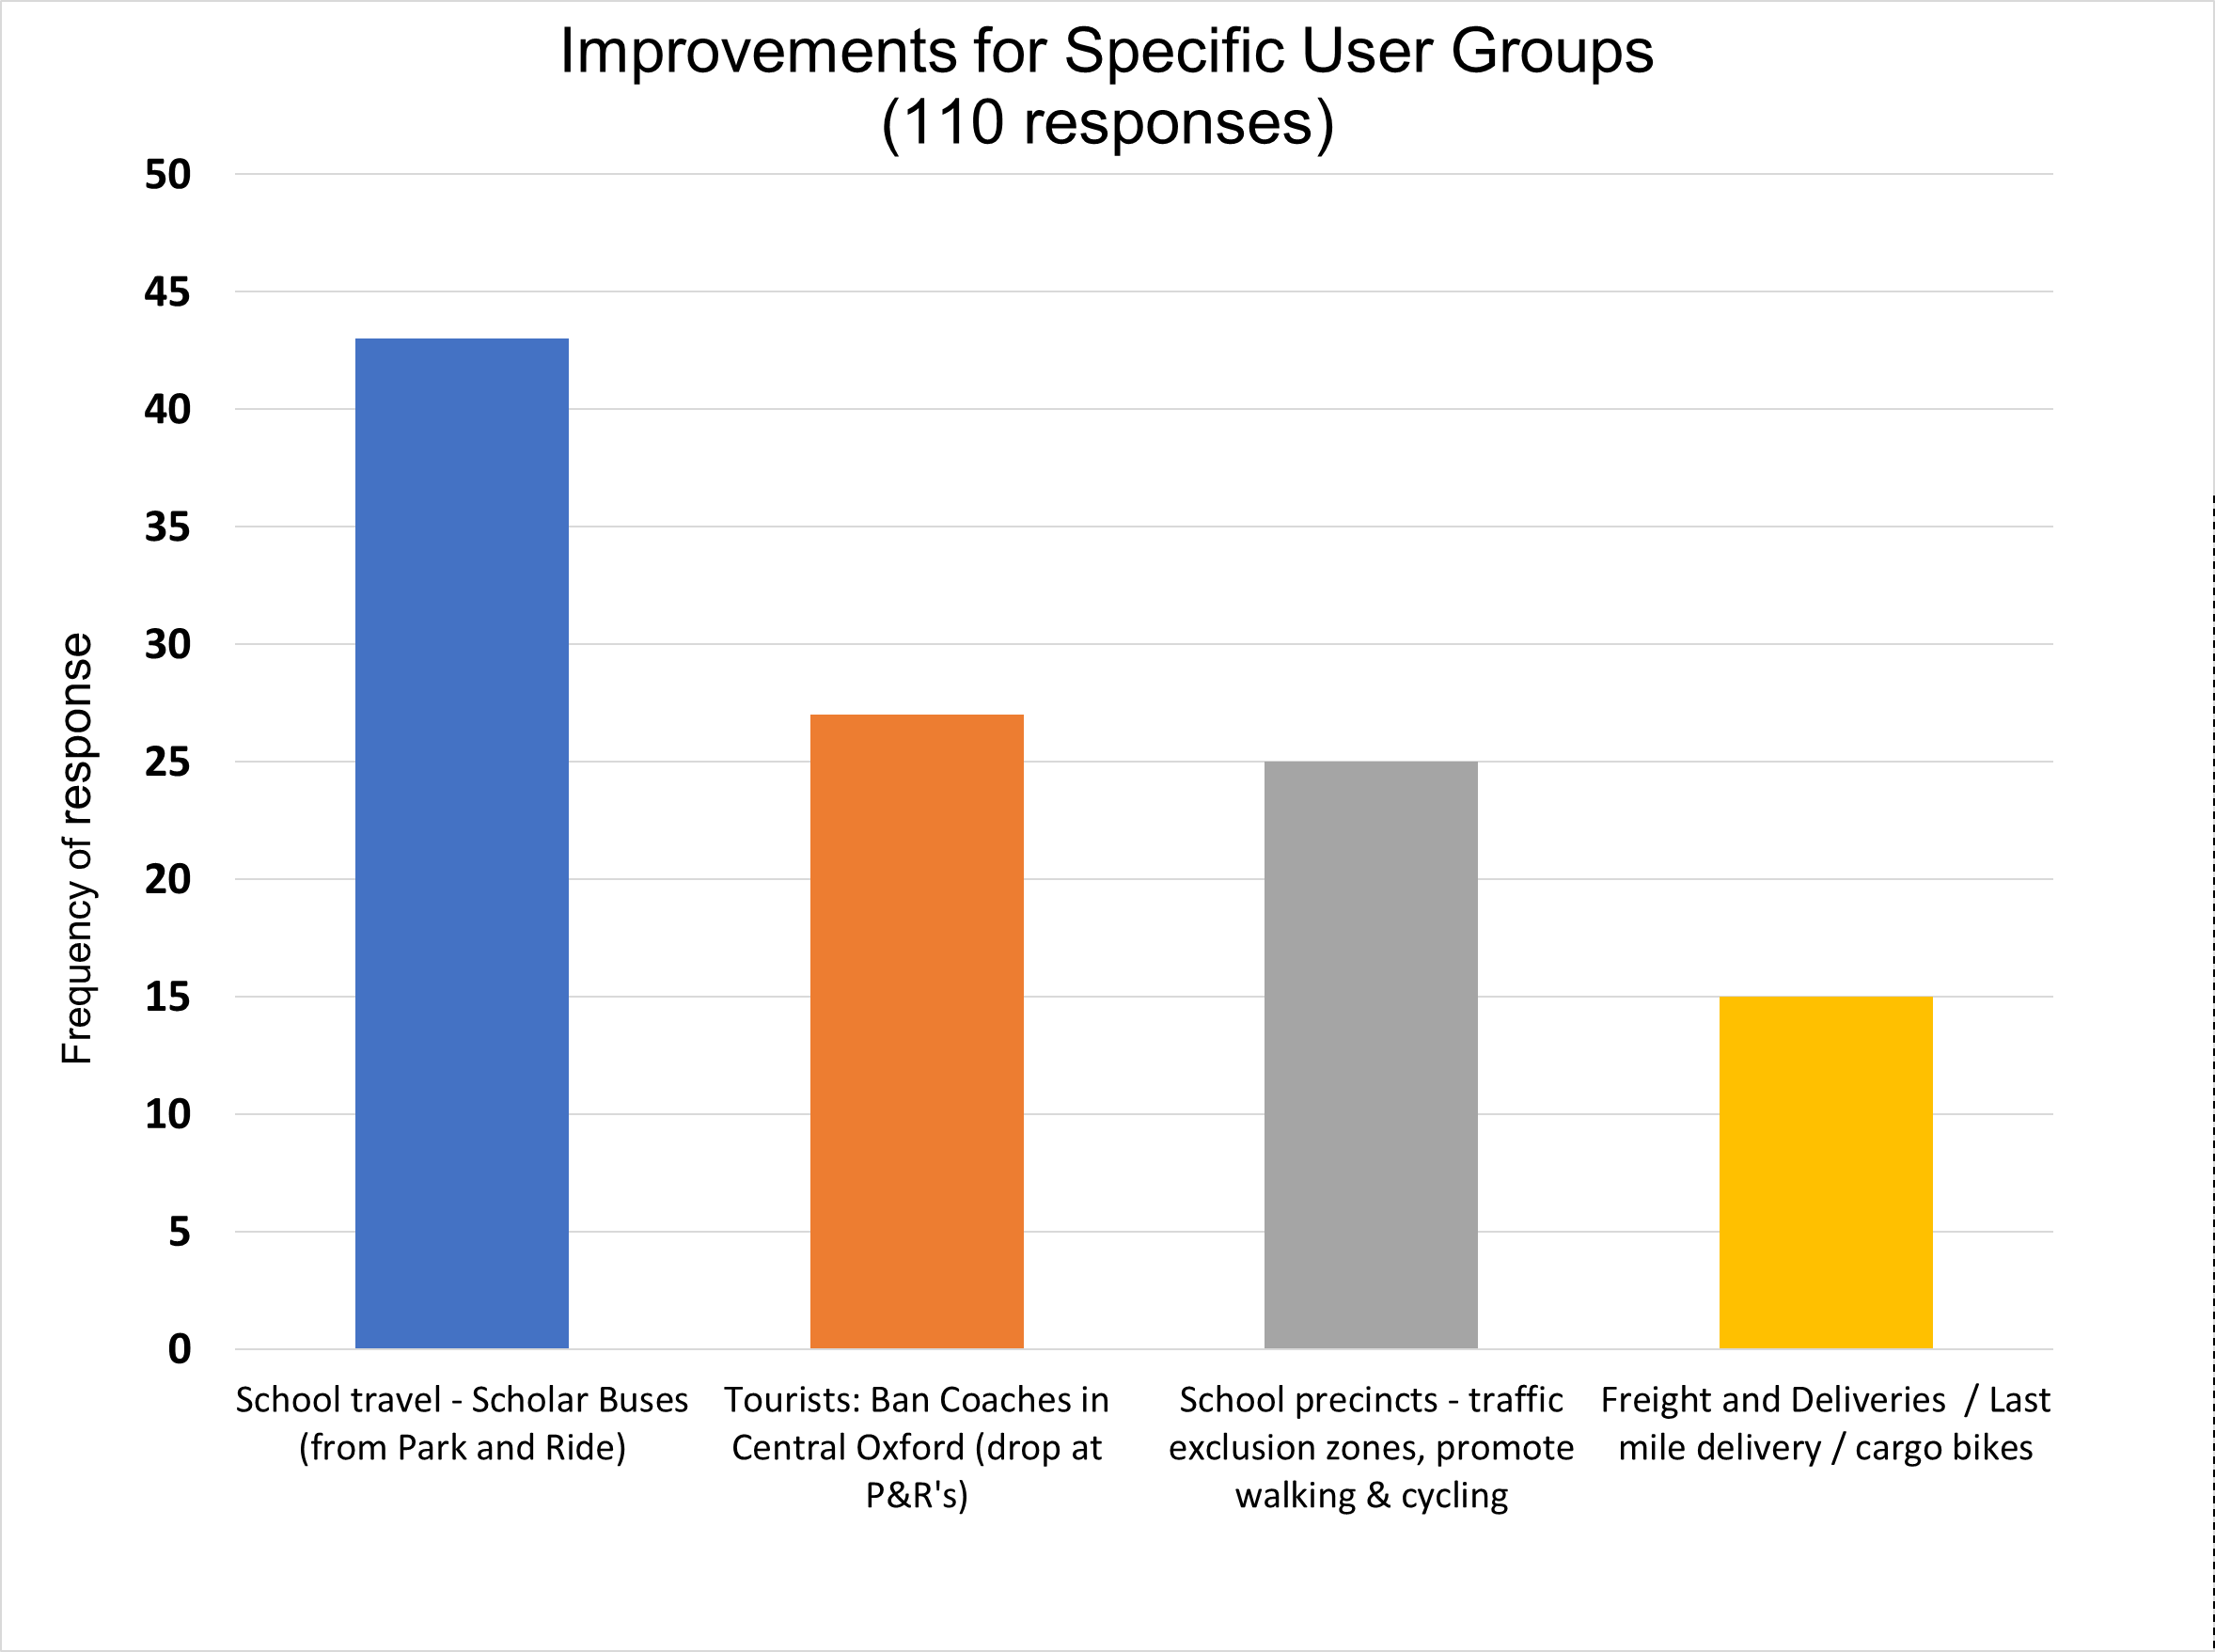 Improvements for Specific User Groups
(110 responses)
50
45
40
35
30
25
20
15
10
5
0
Frequency of response
School travel - Scholar Buses
(from Park and Ride)
Tourists: Ban Coaches in
Central Oxford (drop at
P&R's)
School precincts - traffic
exclusion zones, promote
walking & cycling
Freight and Deliveries / Last
mile delivery / cargo bikes